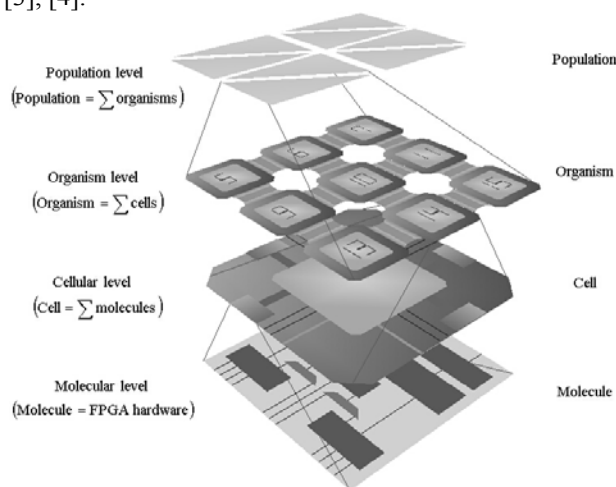 [3], [4].
Population level
(Population = ∑ organisms)
Population
Organism level
(Organism = ∑ cells)
Organism
Cellular level
(Cell = ∑ molecules)
Cell
Molecular level
(Molecule = FPGA hardware)
Molecule